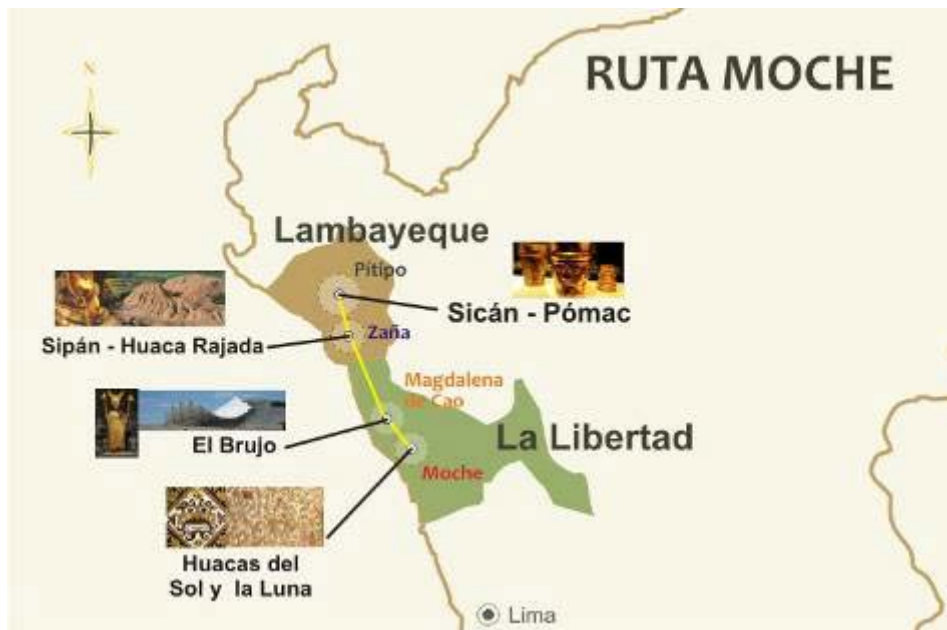 RUTA MOCHE
N
Lambayeque
Pítipo
Sicán - Pómac
Zaña
Sipán - Huaca Rajada
Magdalena
de Cao
La Libertad
El Brujo
Moche
Huacas del
Sol y la Luna
Lima